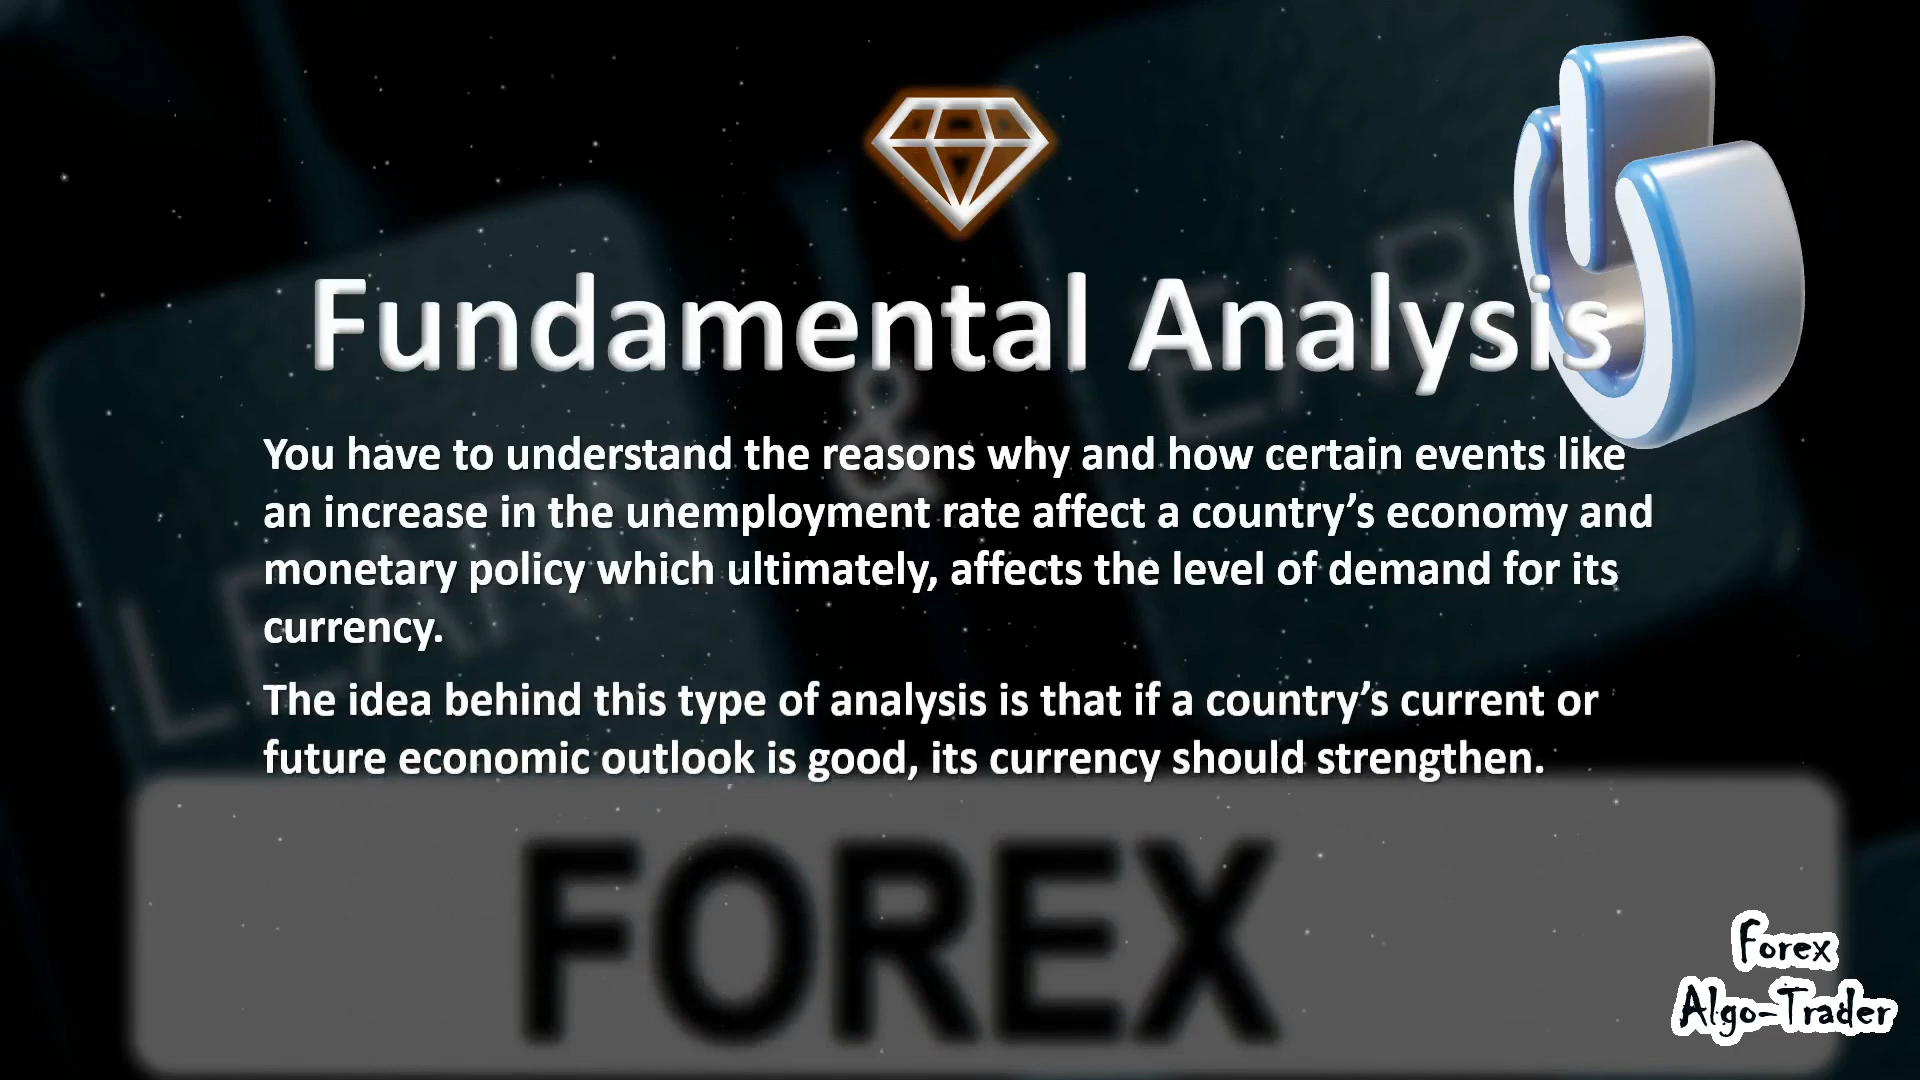 Fundamental Analysis
You have to understand the reasons why and how certain events like
an increase in the unemployment rate affect a country’s economy and
monetary policy which ultimately, affects the level of demand for its
currency.
The idea behind this type of analysis is that if a country’s current or
future economic outlook is good, its currency should strengthen.
LEARN
&
EARN
FOREX
Forex
Algo-Trader